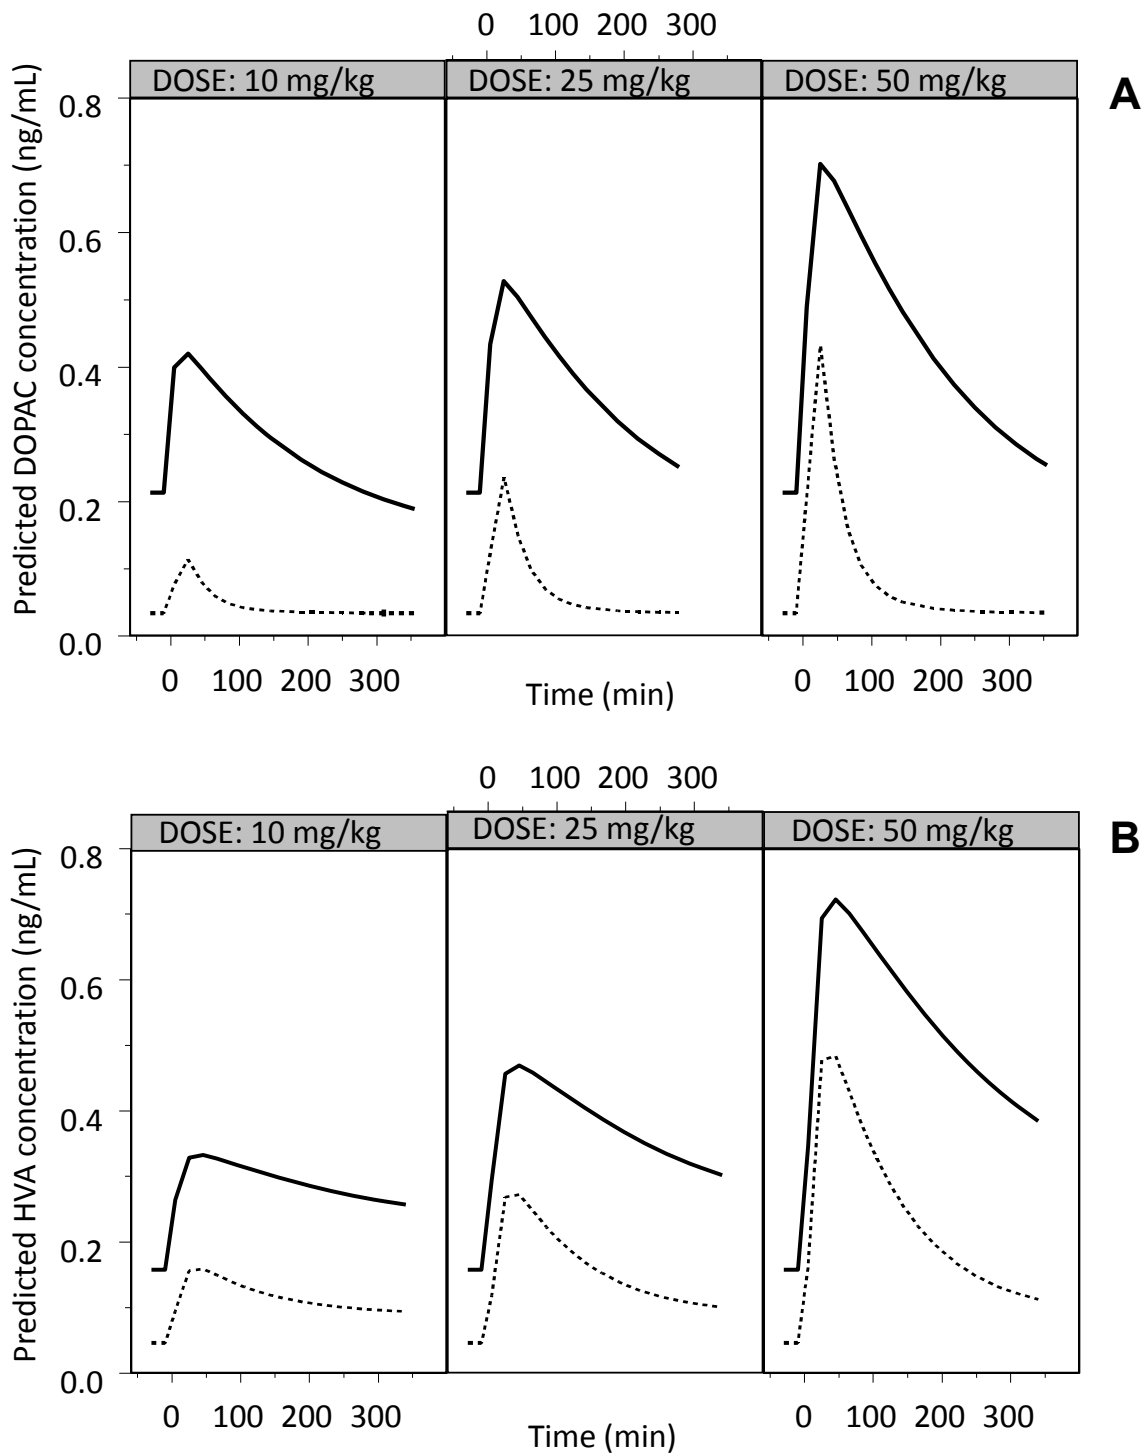 0 100 200 300
DOSE: 10 mg/kg DOSE: 25 mg/kg DOSE: 50 mg/kg
A
Predicted DOPAC concentration (ng/mL)
0.8
0.6
0.4
0.2
0.0
0 100 200 300
0 100 200 300
Time (min)
0 100 200 300
DOSE: 10 mg/kg DOSE: 25 mg/kg DOSE: 50 mg/kg
B
Predicted HVA concentration (ng/mL)
0.8
0.6
0.4
0.2
0.0
0 100 200 300
0 100 200 300
Time (min)